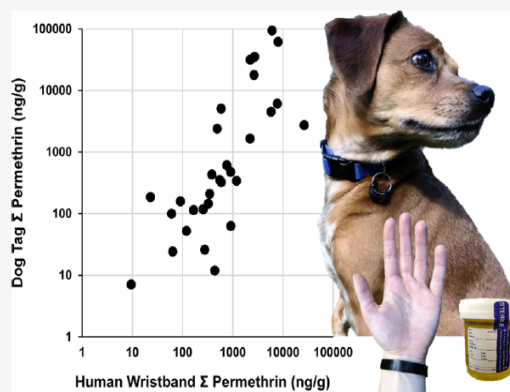 100000
10000
1000
100
10
1
1 10 100 1000 10000 100000
Dog Tag Σ Permethrin (ng/g)
Human Wristband Σ Permethrin (ng/g)
STERILE